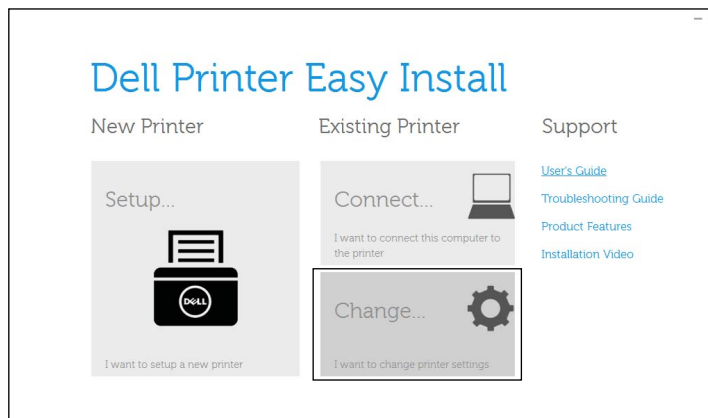 Dell Printer Easy Install
New Printer
Existing Printer
Support
Setup...
DELL
I want to setup a new printer
Connect...
I want to connect this computer to
the printer
Change...
I want to change printer settings
User's Guide
Troubleshooting Guide
Product Features
Installation Video